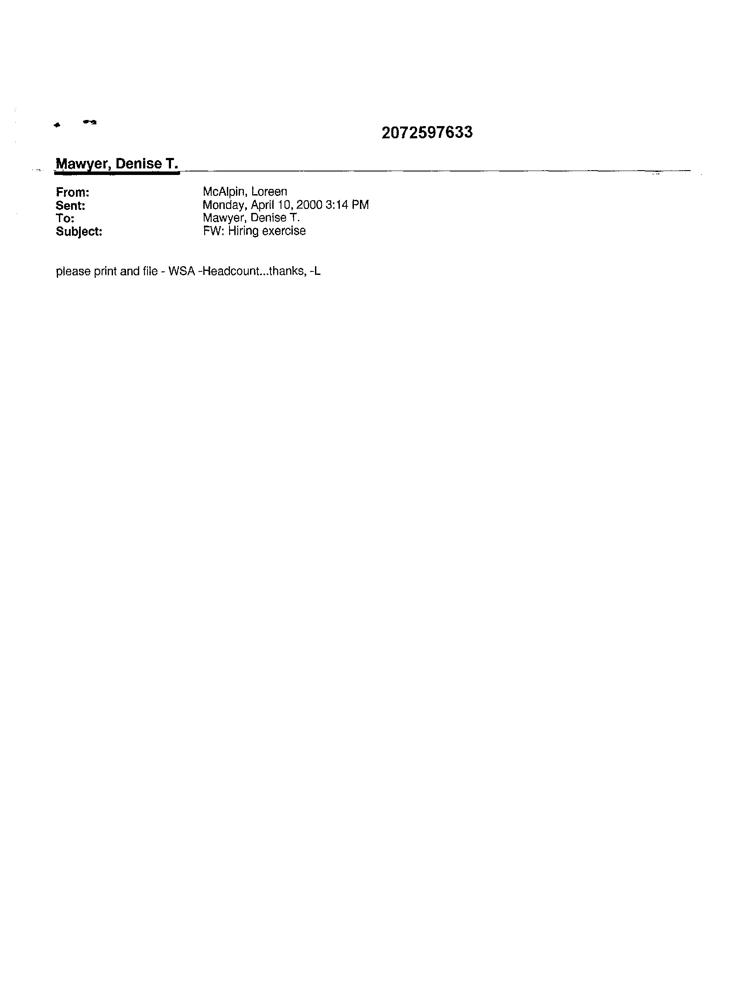 2072597633
Mawyer, Denise T.
From: McAlpin, Loreen
Sent: Monday, April 10, 2000 3:14 PM
To: Mawyer, Denise T.
Subject: FW: Hiring exercise
please print and file - WSA -Headcount...thanks, -L